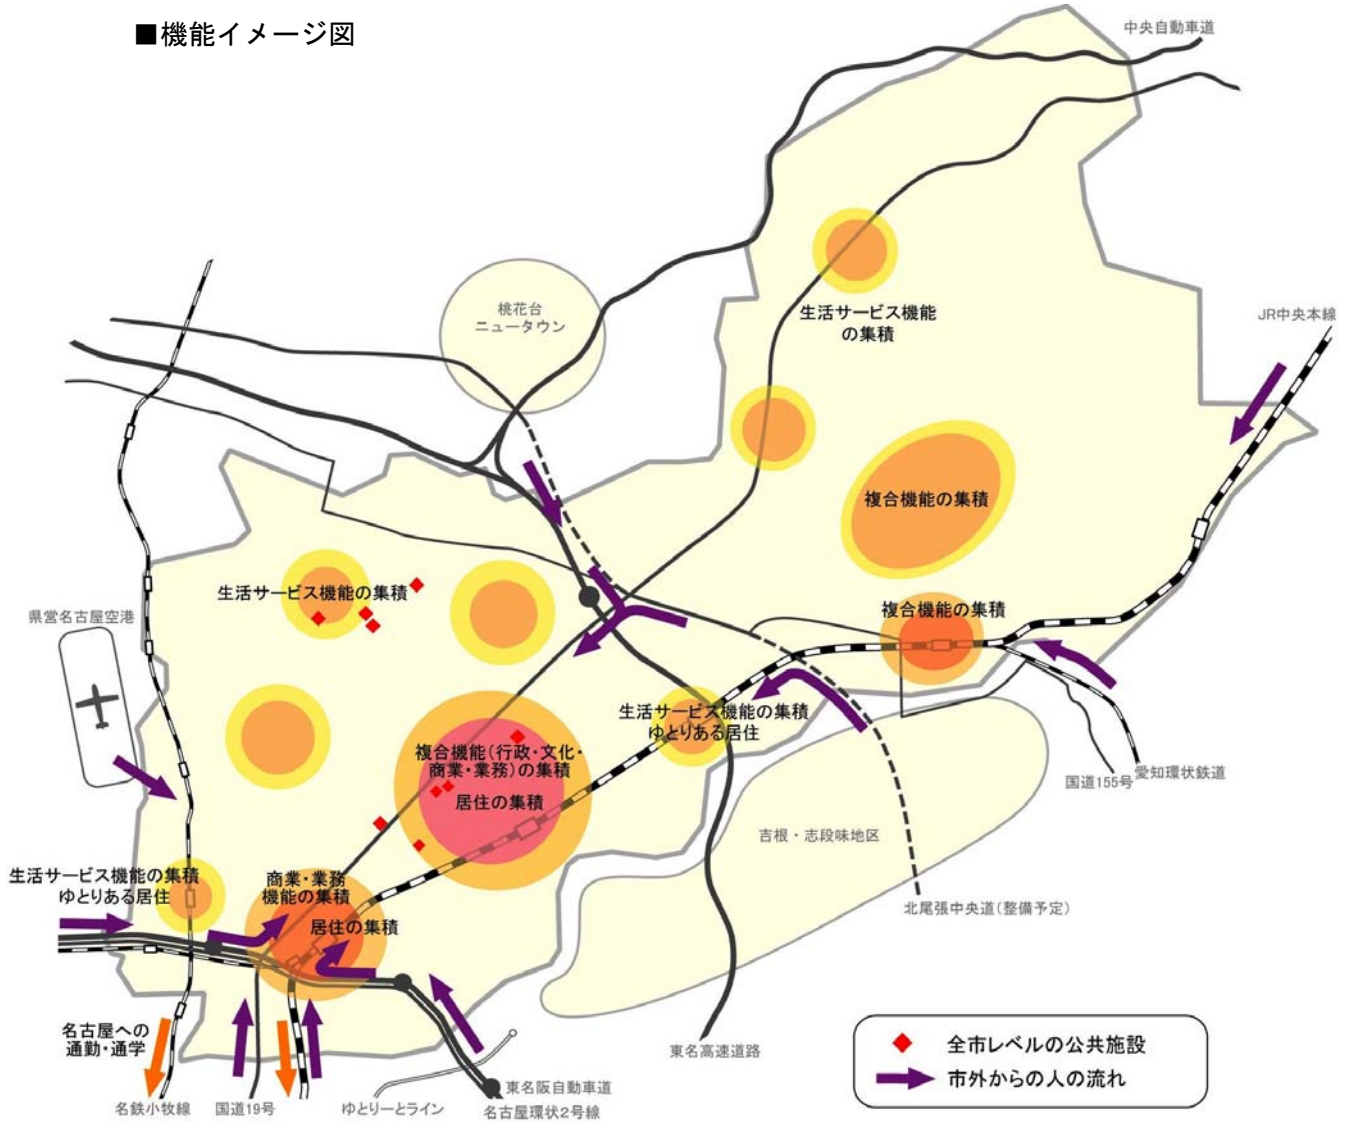 ■機能イメージ図
中央自動車道
桃花台
ニュータウン
生活サービス機能
の集積
JR中央本線
複合機能の集積
生活サービス機能の集積
県営名古屋空港
複合機能の集積
生活サービス機能の集積
ゆとりある居住
複合機能(行政・文化・
商業・業務)の集積
居住の集積
国道155号
愛知環状鉄道
吉根・志段味地区
生活サービス機能の集積
ゆとりある居住
商業・業務
機能の集積
居住の集積
北尾張中央道(整備予定)
名古屋への
通勤・通学
東名高速道路
全市レベルの公共施設
市外からの人の流れ
名鉄小牧線
国道19号
ゆとりーとライン
東名阪自動車道
名古屋環状2号線